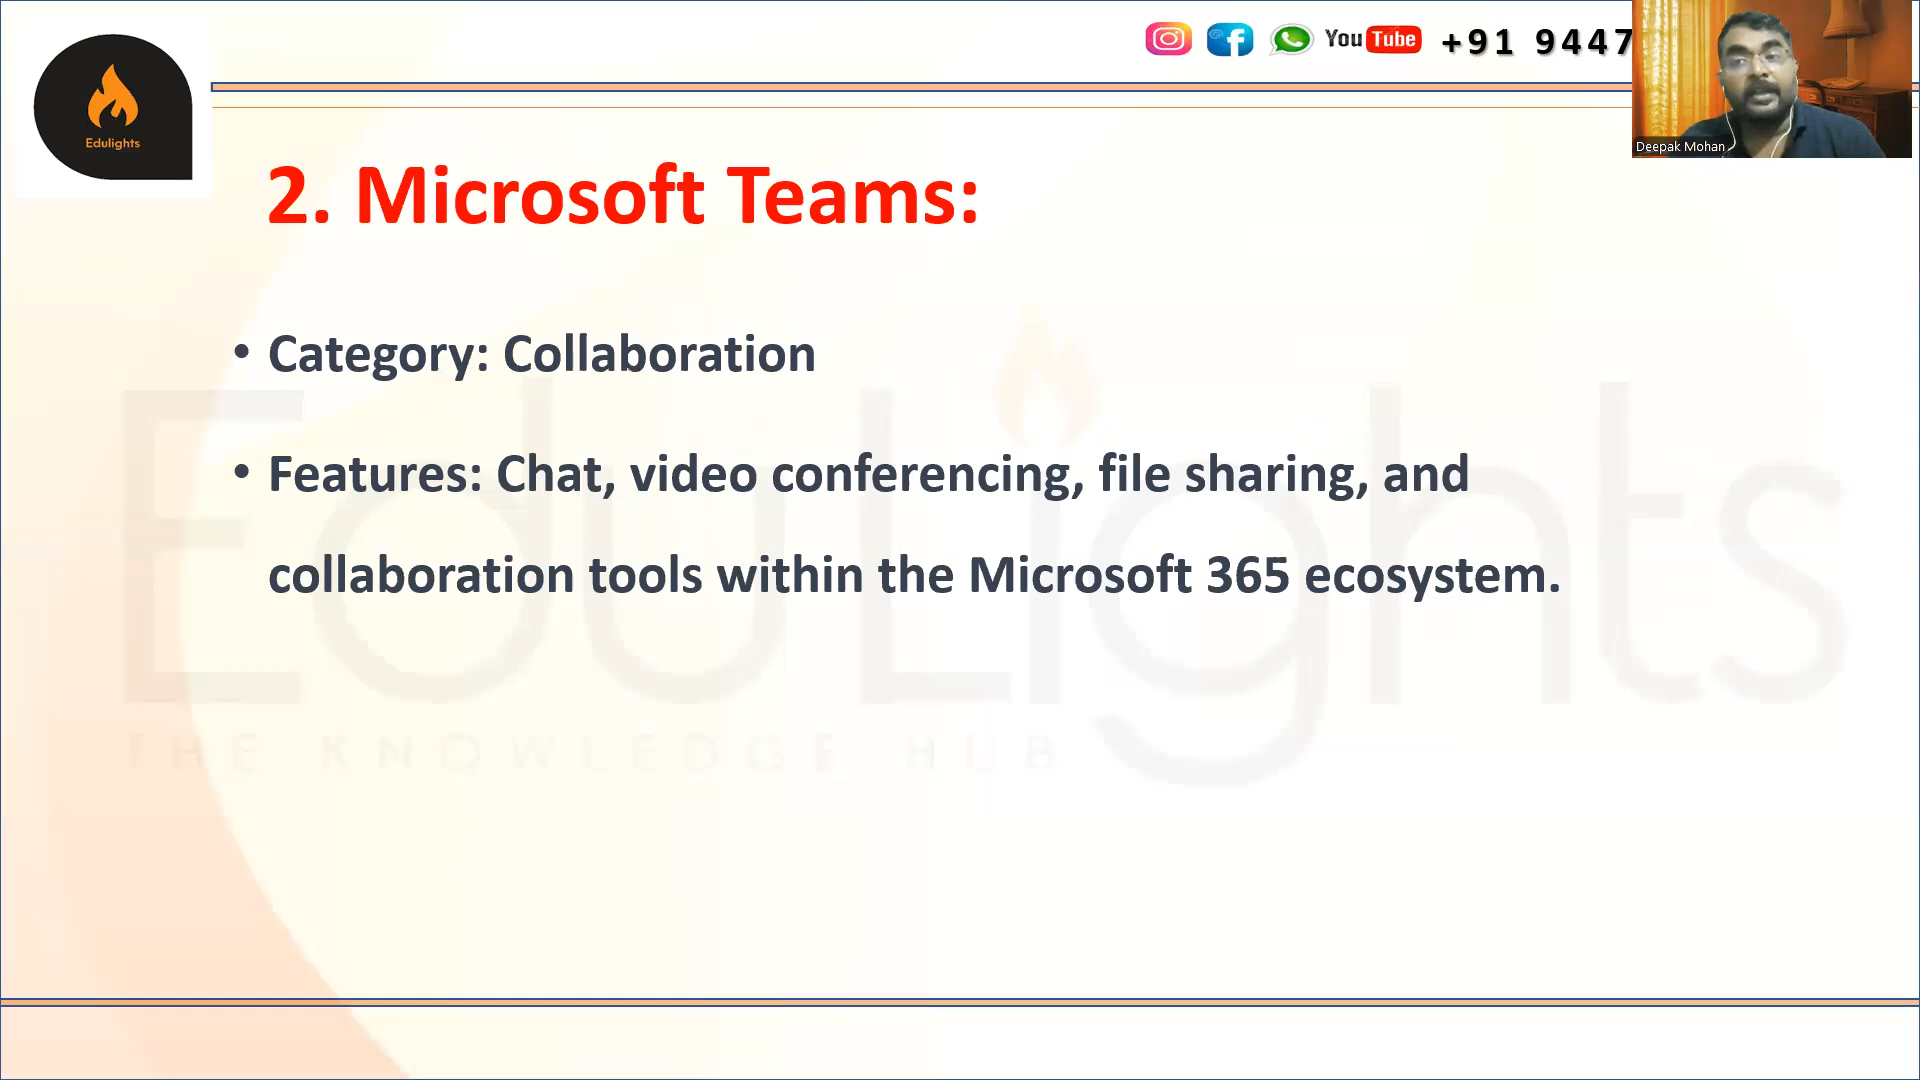 Edulights
You Tube
+91 9447
Deepak Mohan
2. Microsoft Teams:
• Category: Collaboration
• Features: Chat, video conferencing, file sharing, and
collaboration tools within the Microsoft 365 ecosystem.
EduLights
THE KNOWLEDGE HUB